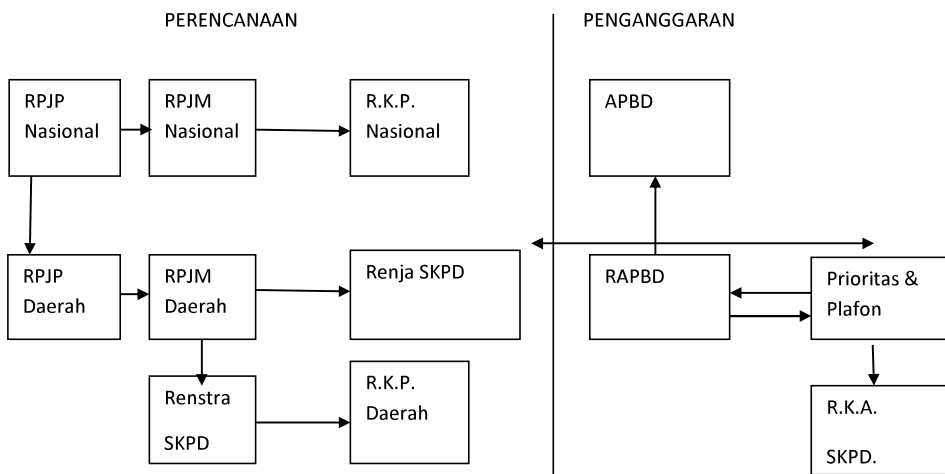 PERENCANAAN
PENGANGGARAN
RPJP
Nasional
RPJM
Nasional
R.K.P.
Nasional
APBD
RPJP
Daerah
RPJM
Daerah
Renja SKPD
RAPBD
Prioritas &
Plafon
Renstra
SKPD
R.K.P.
Daerah
R.K.A.
SKPD.